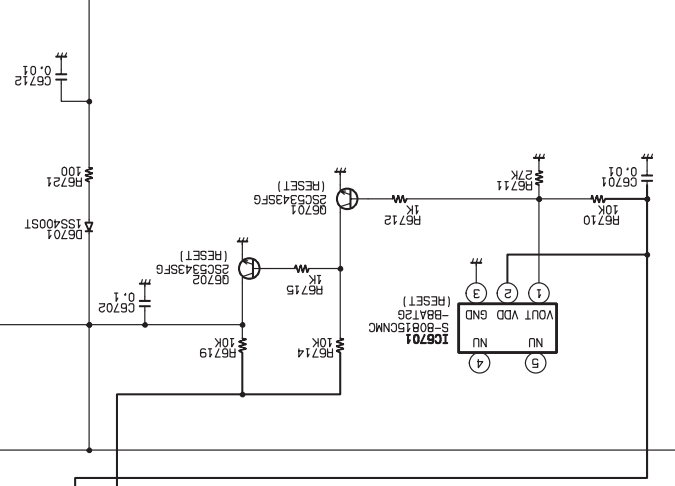 5
4
NU
NU
VOUT
VDD
GND
1
2
3
IC6701
S-80815CNMC
-B8AT2G
(RESET)
R6714
10K
R6719
10K
C6702
0.1
R6715
1K
Q6702
2SC5343SFG
(RESET)
D6701
1SS400ST
R6710
10K
R6712
1K
Q6701
2SC5343SFG
(RESET)
C6701
0.01
R6711
27K
R6721
100
C6712
0.01